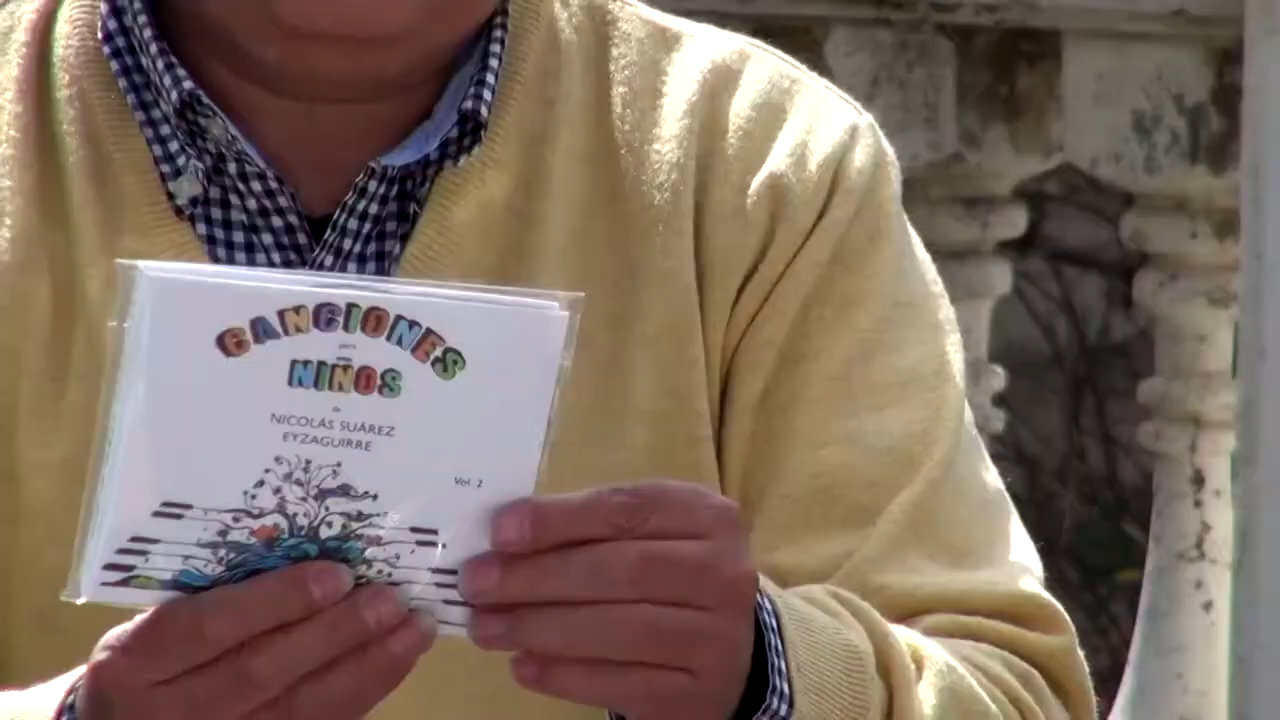 CANCIONES
para
NIÑOS
de
NICOLÁS SUÁREZ
EYZAGUIRRE
Vol. 2